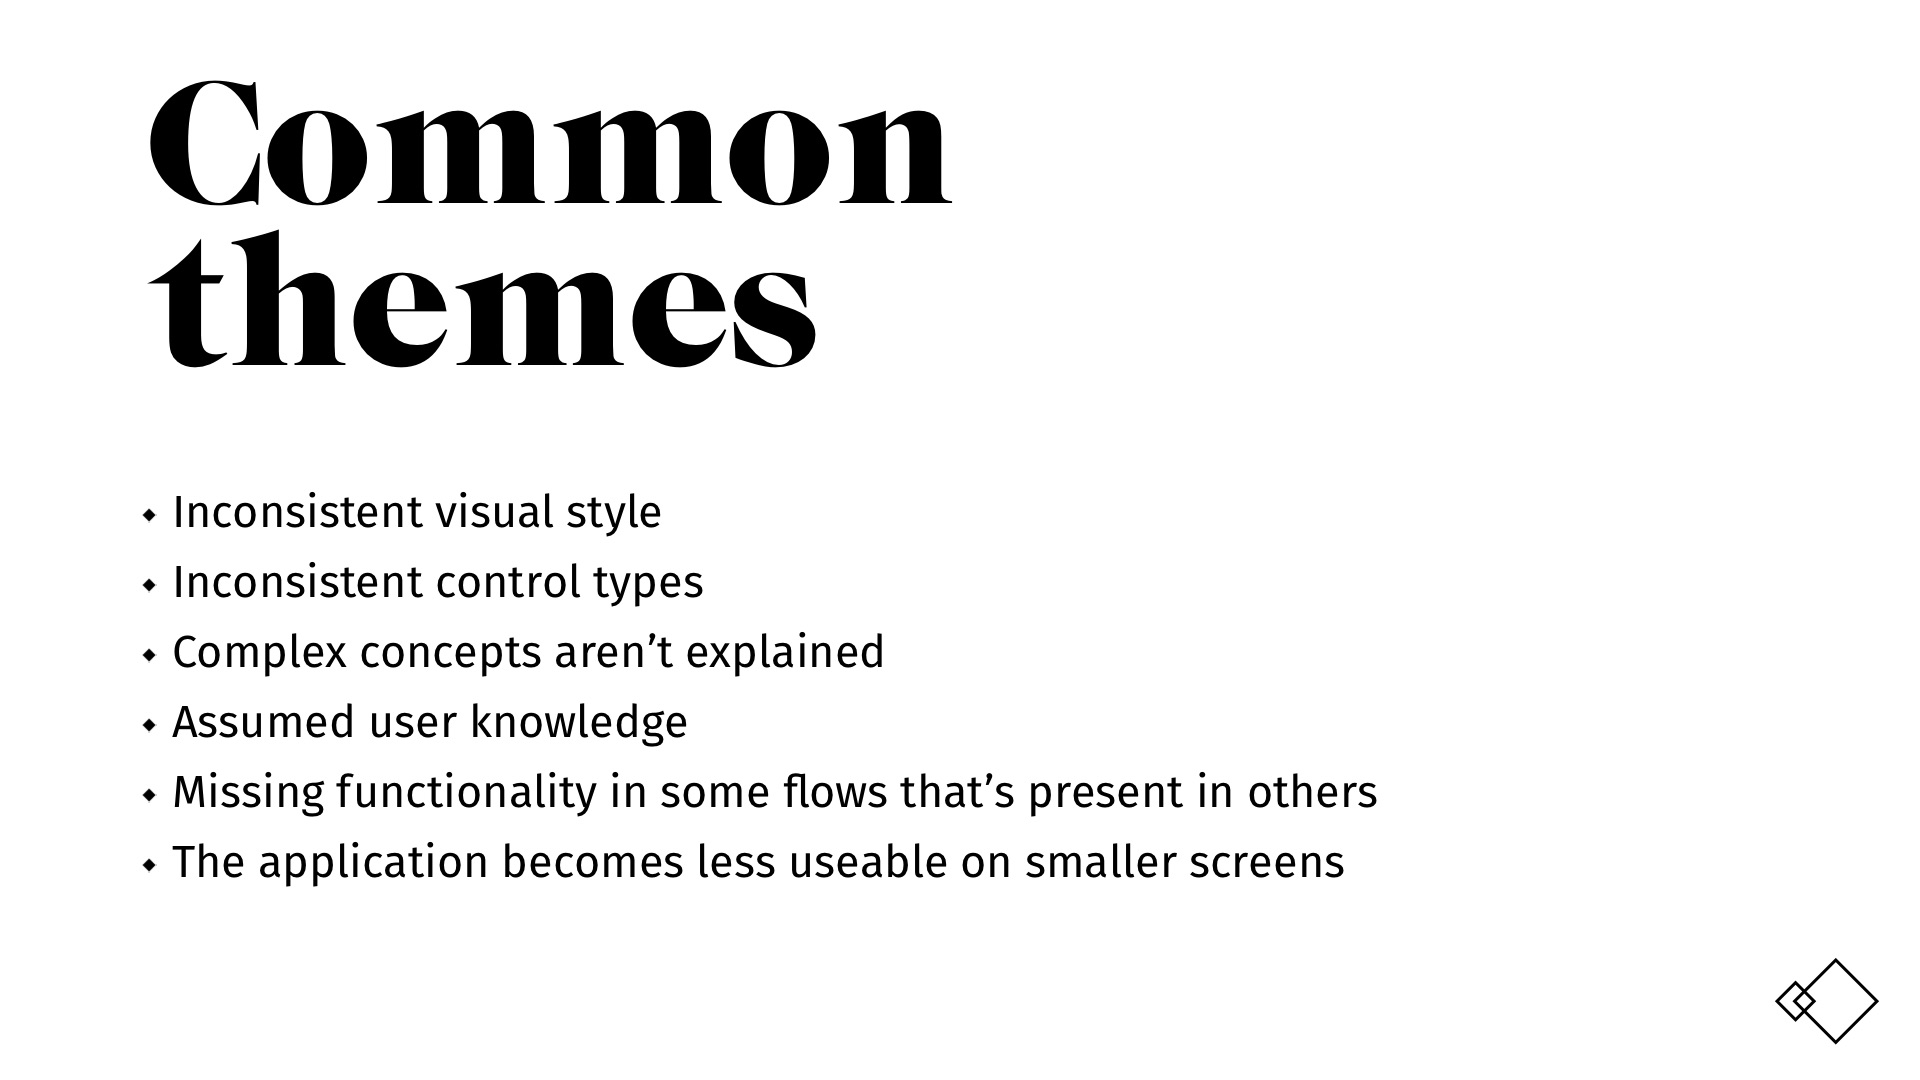 Common
themes
Inconsistent visual style
Inconsistent control types
Complex concepts aren’t explained
Assumed user knowledge
Missing functionality in some flows that’s present in others
The application becomes less useable on smaller screens